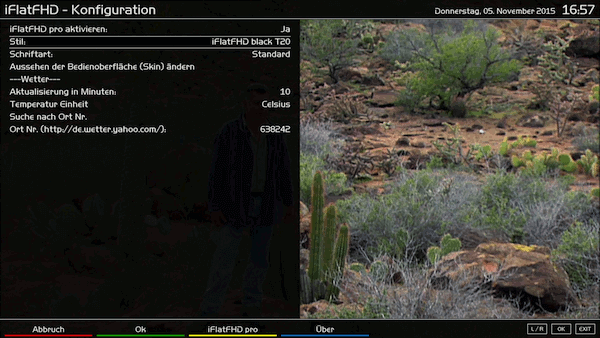 iFlatFHD - Konfiguration
Donnerstag, 05. November 2015 16:57
iFlatFHD pro aktivieren: Ja
Stil: iFlatFHD black T20
Schriftart: Standard
Aussehen der Bedienoberfläche (Skin) ändern
---Wetter---
Aktualisierung in Minuten: 10
Temperatur Einheit Celsius
Suche nach Ort Nr.
Ort Nr. (http://de.wetter.yahoo.com/): 638242
Abbruch Ok iFlatFHD pro Über L/R OK EXIT